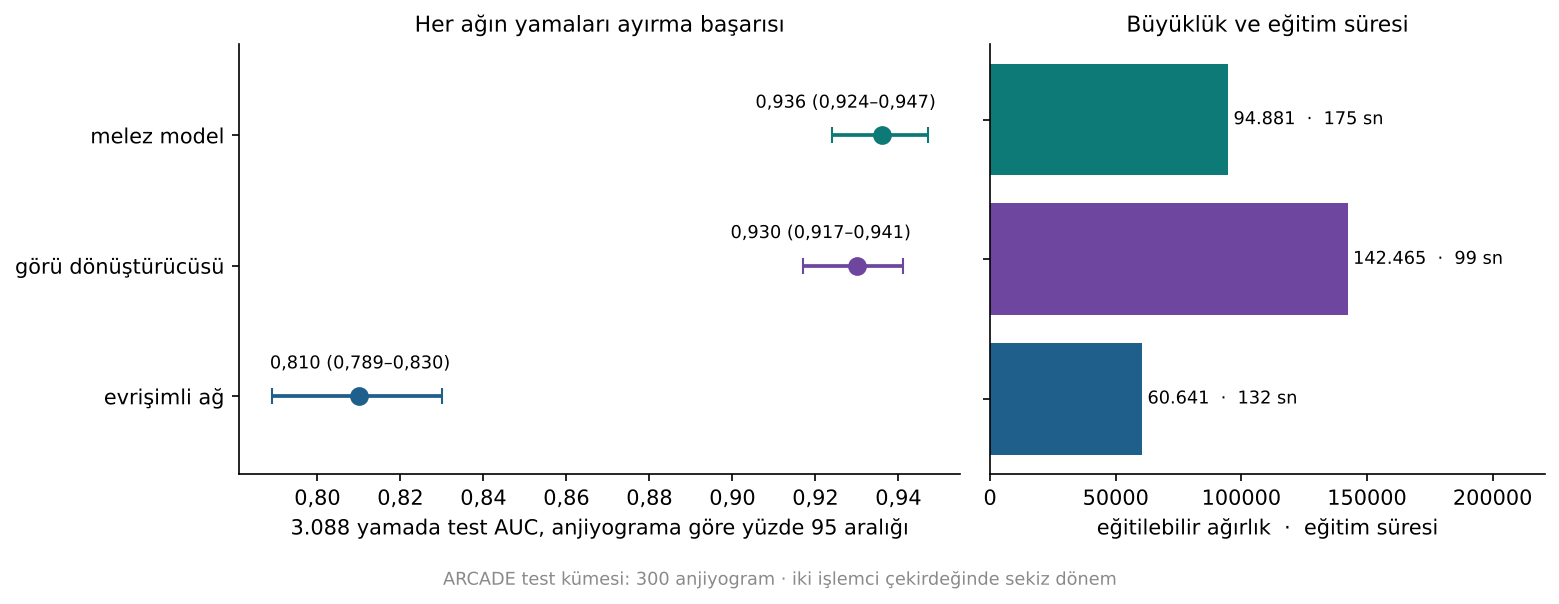 Her ağın yamaları ayırma başarısı
melez model
görü dönüştürücüsü
evrişimli ağ
0,936 (0,924–0,947)
0,930 (0,917–0,941)
0,810 (0,789–0,830)
0,80 0,82 0,84 0,86 0,88 0,90 0,92 0,94
3.088 yamada test AUC, anjiyograma göre yüzde 95 aralığı
Büyüklük ve eğitim süresi
94.881 · 175 sn
142.465 · 99 sn
60.641 · 132 sn
0 50000 100000 150000 200000
eğitilebilir ağırlık · eğitim süresi
ARCADE test kümesi: 300 anjiyogram · iki işlemci çekirdeğinde sekiz dönem